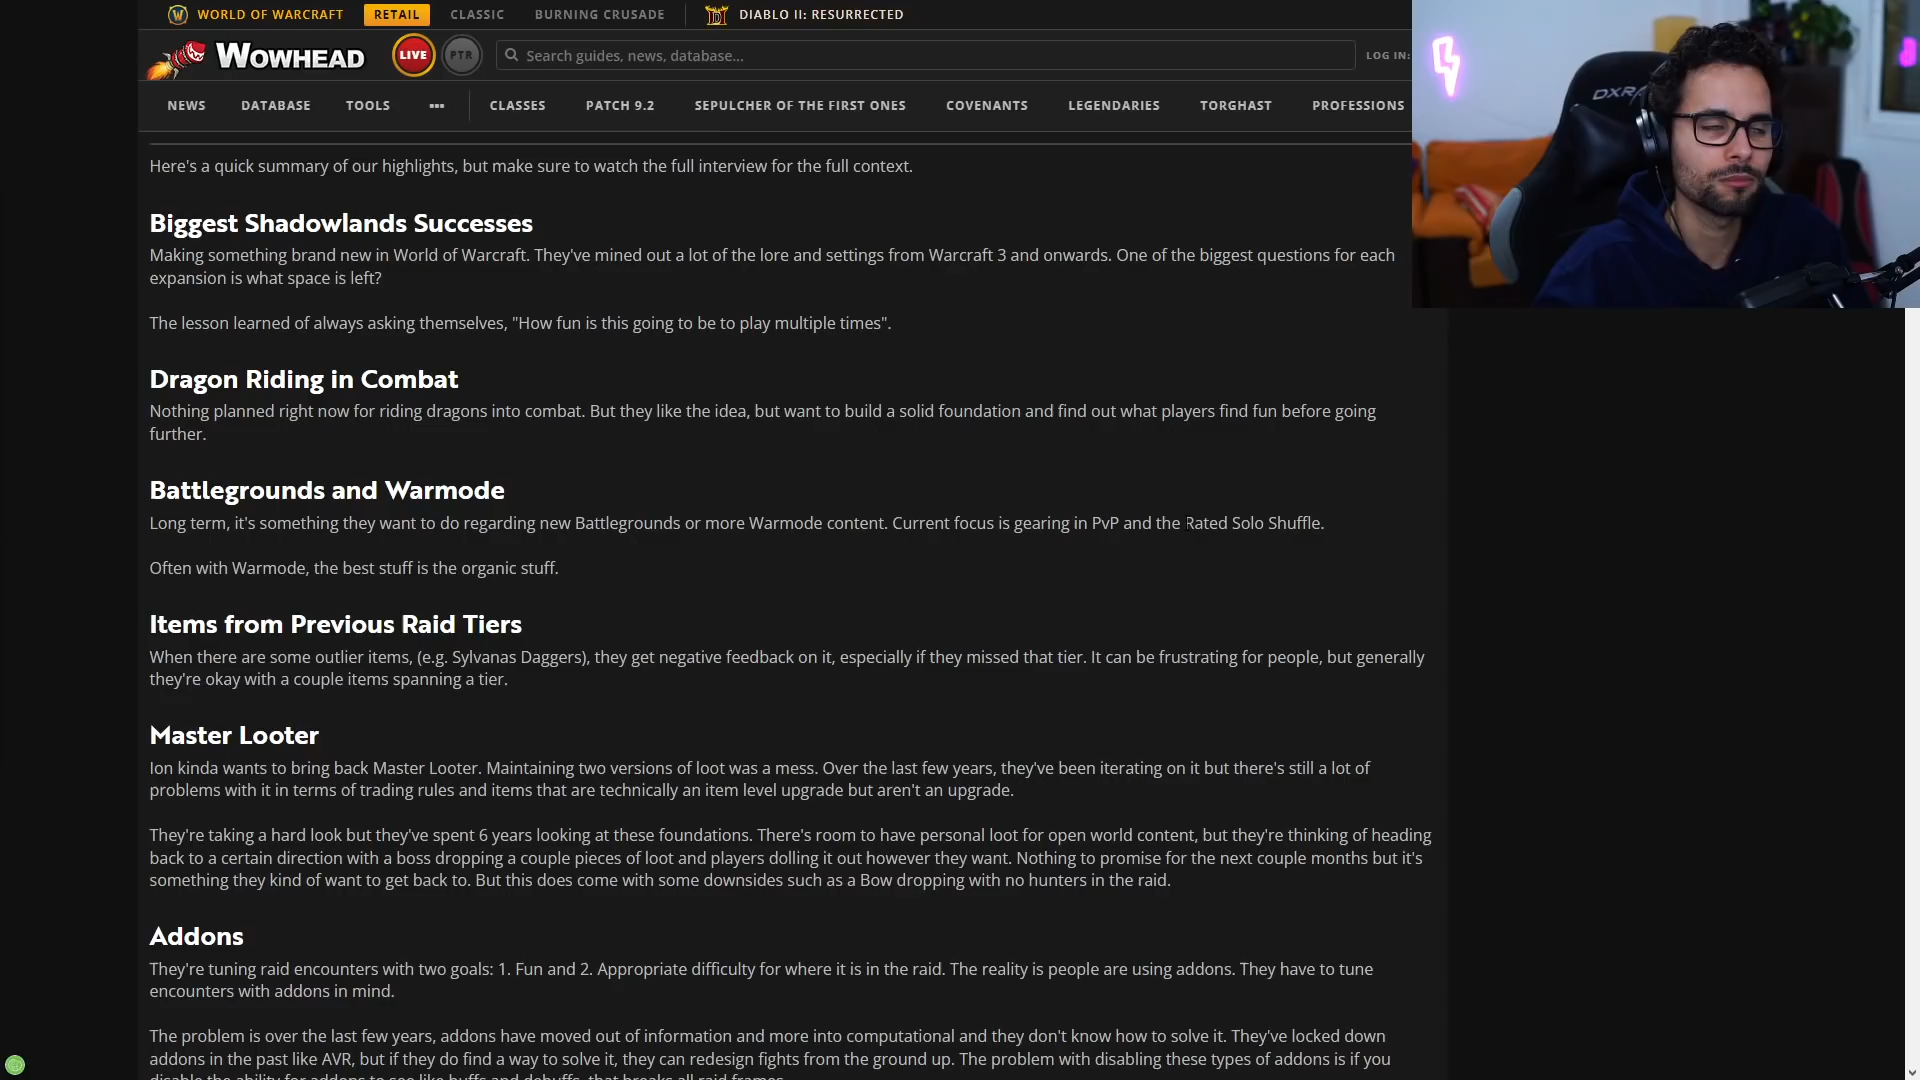 WORLD OF WARCRAFT RETAIL CLASSIC BURNING CRUSADE DIABLO II: RESURRECTED
WOWHEAD LIVE PTR Search guides, news, database... LOG IN
NEWS DATABASE TOOLS ••• CLASSES PATCH 9.2 SEPULCHER OF THE FIRST ONES COVENANTS LEGENDARIES TORGHAST PROFESSIONS
DXRA
Here's a quick summary of our highlights, but make sure to watch the full interview for the full context.
Biggest Shadowlands Successes
Making something brand new in World of Warcraft. They've mined out a lot of the lore and settings from Warcraft 3 and onwards. One of the biggest questions for each
expansion is what space is left?
The lesson learned of always asking themselves, "How fun is this going to be to play multiple times".
Dragon Riding in Combat
Nothing planned right now for riding dragons into combat. But they like the idea, but want to build a solid foundation and find out what players find fun before going
further.
Battlegrounds and Warmode
Long term, it's something they want to do regarding new Battlegrounds or more Warmode content. Current focus is gearing in PvP and the Rated Solo Shuffle.
Often with Warmode, the best stuff is the organic stuff.
Items from Previous Raid Tiers
When there are some outlier items, (e.g. Sylvanas Daggers), they get negative feedback on it, especially if they missed that tier. It can be frustrating for people, but generally
they're okay with a couple items spanning a tier.
Master Looter
Ion kinda wants to bring back Master Looter. Maintaining two versions of loot was a mess. Over the last few years, they've been iterating on it but there's still a lot of
problems with it in terms of trading rules and items that are technically an item level upgrade but aren't an upgrade.
They're taking a hard look but they've spent 6 years looking at these foundations. There's room to have personal loot for open world content, but they're thinking of heading
back to a certain direction with a boss dropping a couple pieces of loot and players dolling it out however they want. Nothing to promise for the next couple months but it's
something they kind of want to get back to. But this does come with some downsides such as a Bow dropping with no hunters in the raid.
Addons
They're tuning raid encounters with two goals: 1. Fun and 2. Appropriate difficulty for where it is in the raid. The reality is people are using addons. They have to tune
encounters with addons in mind.
The problem is over the last few years, addons have moved out of information and more into computational and they don't know how to solve it. They've locked down
addons in the past like AVR, but if they do find a way to solve it, they can redesign fights from the ground up. The problem with disabling these types of addons is if you
disable the ability for addons to see like buffs and debuffs, that breaks all raid frames.